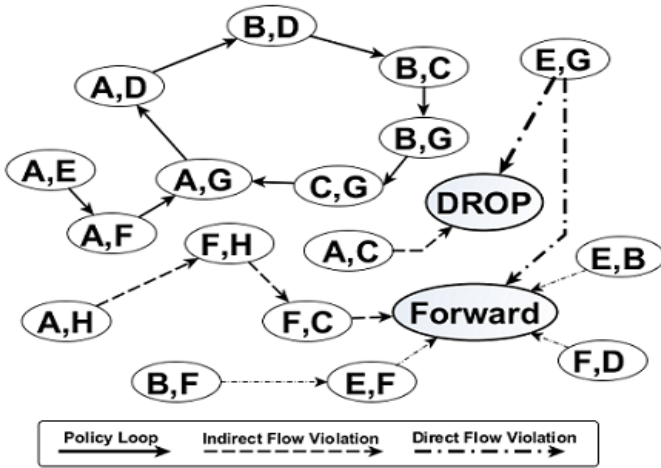 B,D
E,G
B,C
A,D
B,G
A,E
A,G
C,G
DROP
A,F
F,H
A,C
E,B
A,H
F,C
Forward
F,D
B,F
E,F
Policy Loop
Indirect Flow Violation
Direct Flow Violation